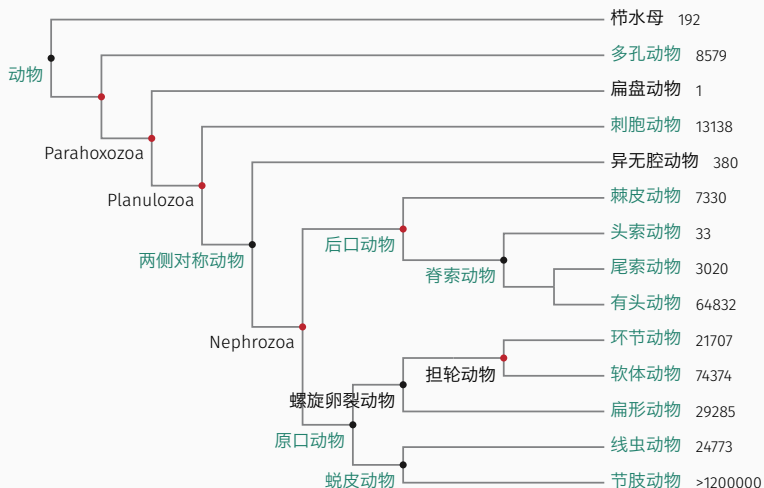 栉水母 192
多孔动物 8579
动物
扁盘动物 1
刺胞动物 13138
Parahoxozoa
异无腔动物 380
Planulozoa
棘皮动物 7330
头索动物 33
后口动物
两侧对称动物
尾索动物 3020
脊索动物
有头动物 64832
环节动物 21707
Nephrozoa
软体动物 74374
担轮动物
螺旋卵裂动物
扁形动物 29285
原口动物
线虫动物 24773
蜕皮动物
节肢动物 >1200000